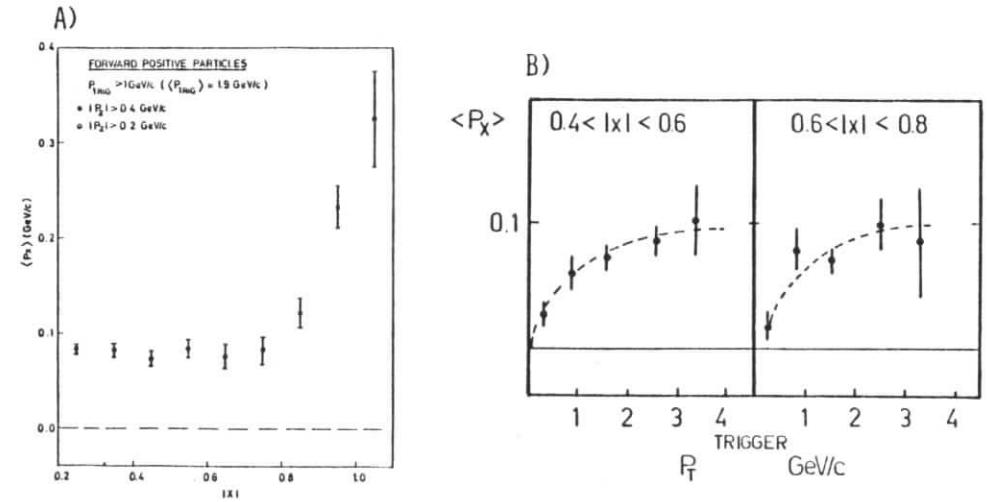 A)
FORWARD POSITIVE PARTICLES
P_TRIG >1GeV/c (⟨P_TRIG⟩ = 1.9 GeV/c)
• |P_Z| > 0.4 GeV/c
o |P_Z| > 0.2 GeV/c
⟨Px⟩ (GeV/c)
0.4
0.3
0.2
0.1
0.0
0.2 0.4 0.6 0.8 1.0
|X|
B)
<P_X>
0.4< |x| < 0.6
0.6<|x| < 0.8
0.1
1 2 3 4 1 2 3 4
TRIGGER
P_T GeV/c